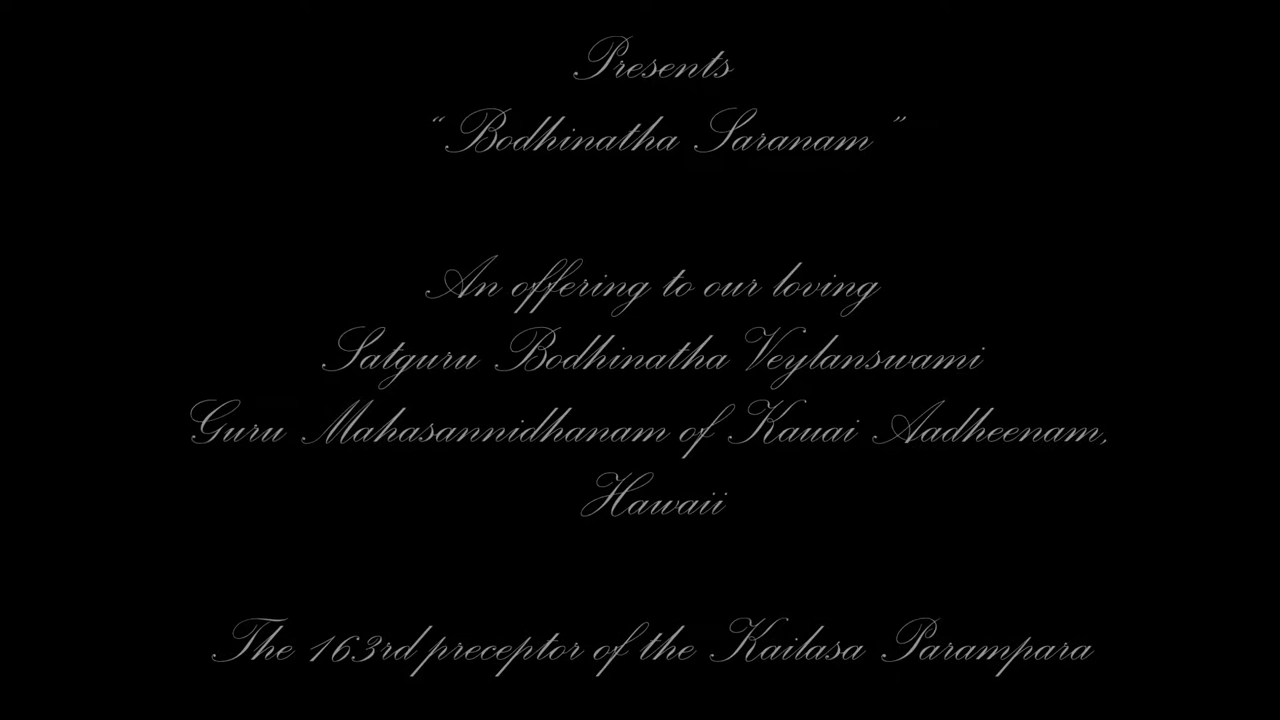 Presents
“Bodhinatha Saranam”
An offering to our loving
Satguru Bodhinatha Veylanswami
Guru Mahasannidhanam of Kauai Aadheenam,
Hawaii
The 163rd preceptor of the Kailasa Parampara